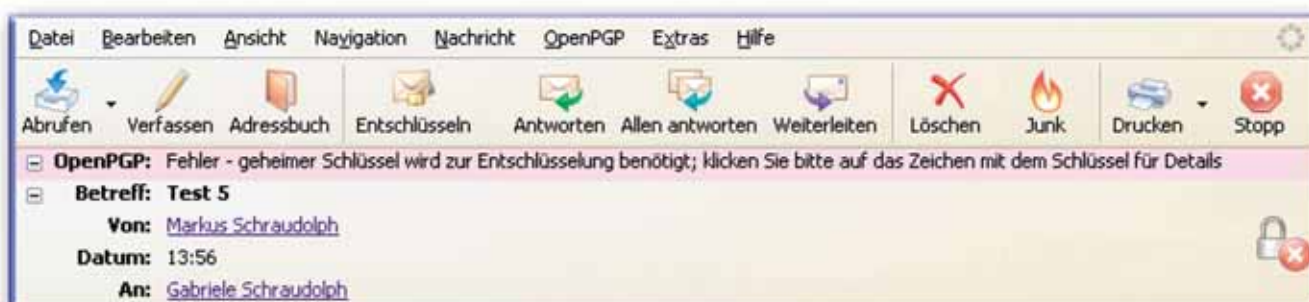 Datei Bearbeiten Ansicht Navigation Nachricht OpenPGP Extras Hilfe
Abrufen Verfassen Adressbuch Entschlüsseln Antworten Allen antworten Weiterleiten Löschen Junk Drucken Stopp
OpenPGP: Fehler - geheimer Schlüssel wird zur Entschlüsselung benötigt; klicken Sie bitte auf das Zeichen mit dem Schlüssel für Details
Betreff: Test 5
Von: Markus Schraudolph
Datum: 13:56
An: Gabriele Schraudolph